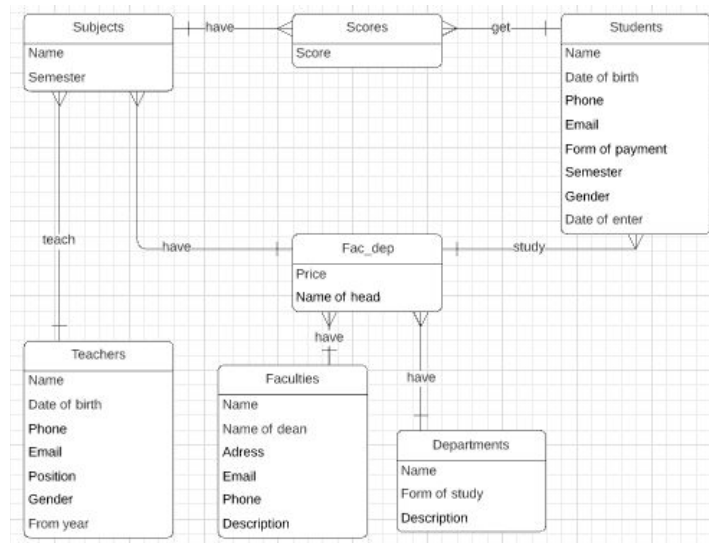 Subjects
Name
Semester
have
Scores
Score
get
Students
Name
Date of birth
Phone
Email
Form of payment
Semester
Gender
Date of enter
teach
have
Fac_dep
Price
Name of head
study
have
have
Teachers
Name
Date of birth
Phone
Email
Position
Gender
From year
Faculties
Name
Name of dean
Adress
Email
Phone
Description
Departments
Name
Form of study
Description